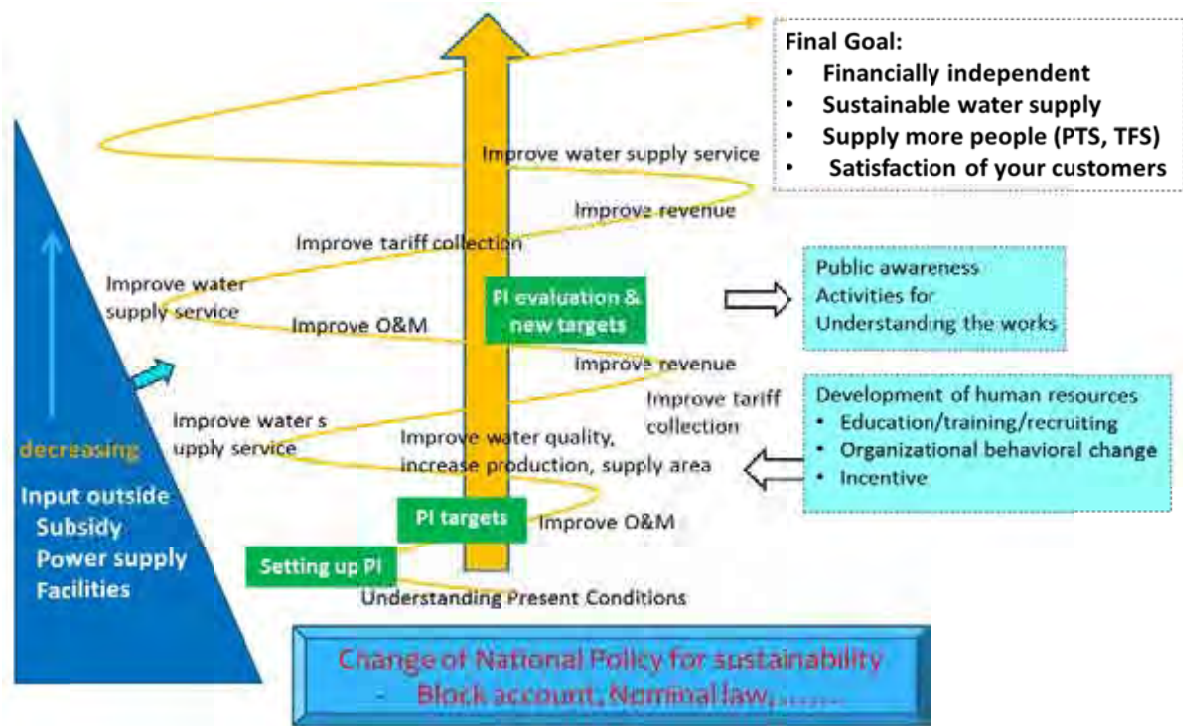 Final Goal:
• Financially independent
• Sustainable water supply
• Supply more people (PTS, TFS)
• Satisfaction of your customers
Improve water supply service
Improve revenue
Improve tariff collection
Improve water
supply service
Improve O&M
PI evaluation &
new targets
Public awareness
Activities for
Understanding the works
Improve revenue
Improve tariff
collection
Development of human resources
• Education/training/recruiting
• Organizational behavioral change
• Incentive
Improve water s
upply service
Improve water quality,
increase production, supply area
decreasing
Input outside
Subsidy
Power supply
Facilities
PI targets
Improve O&M
Setting up PI
Understanding Present Conditions
Change of National Policy for sustainability
- Block account, Nominal law, .......